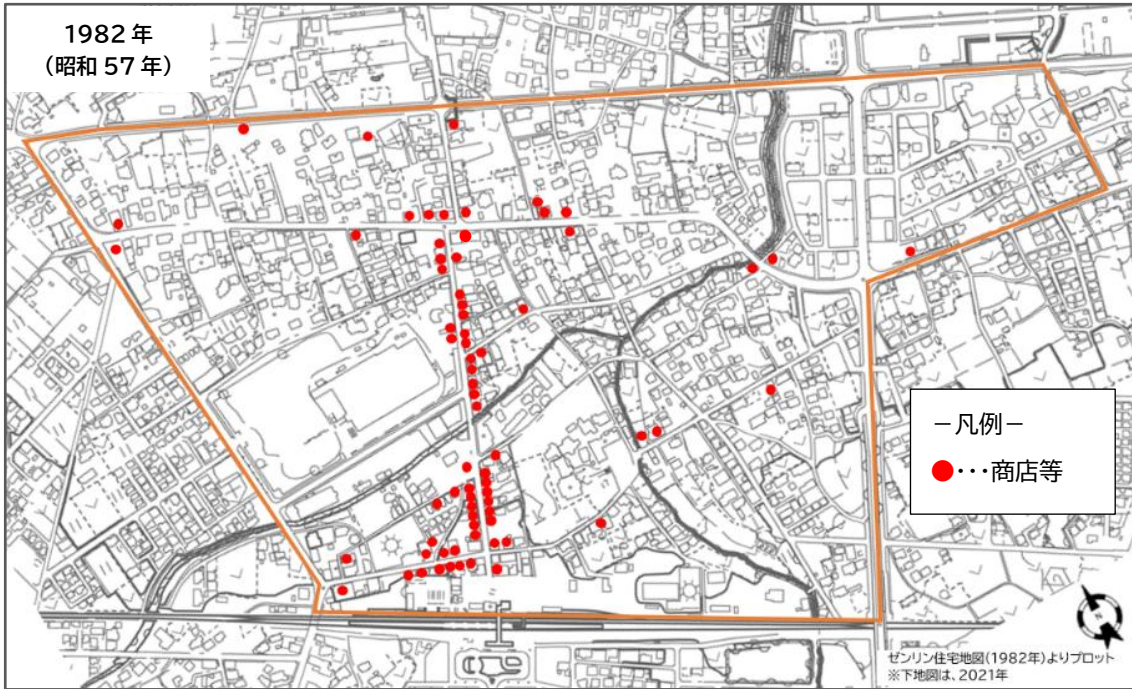 1982年
（昭和57年）
－凡例－
●･･･商店等
ゼンリン住宅地図(1982年)よりプロット
※下地図は、2021年